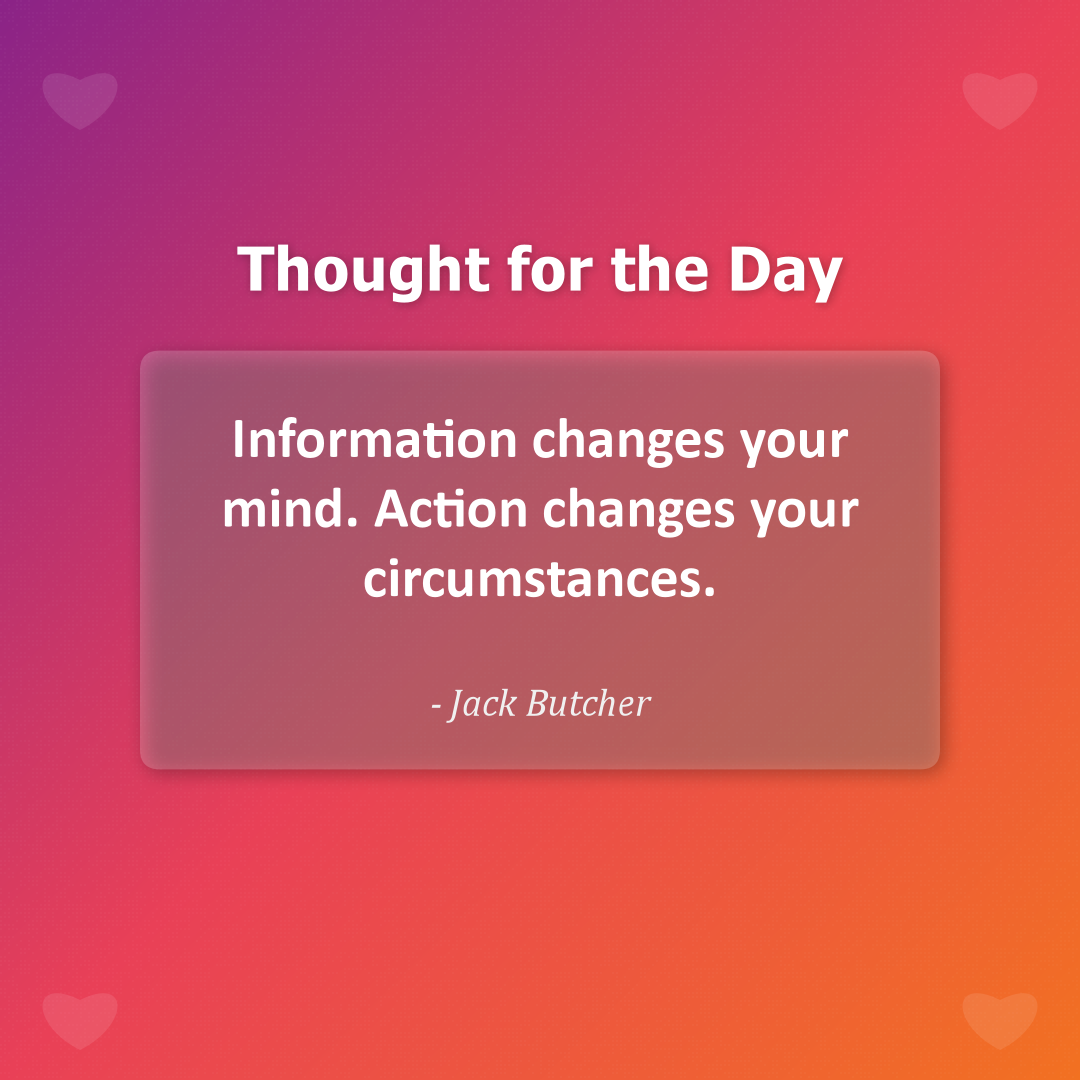 Thought for the Day
Information changes your
mind. Action changes your
circumstances.
- Jack Butcher